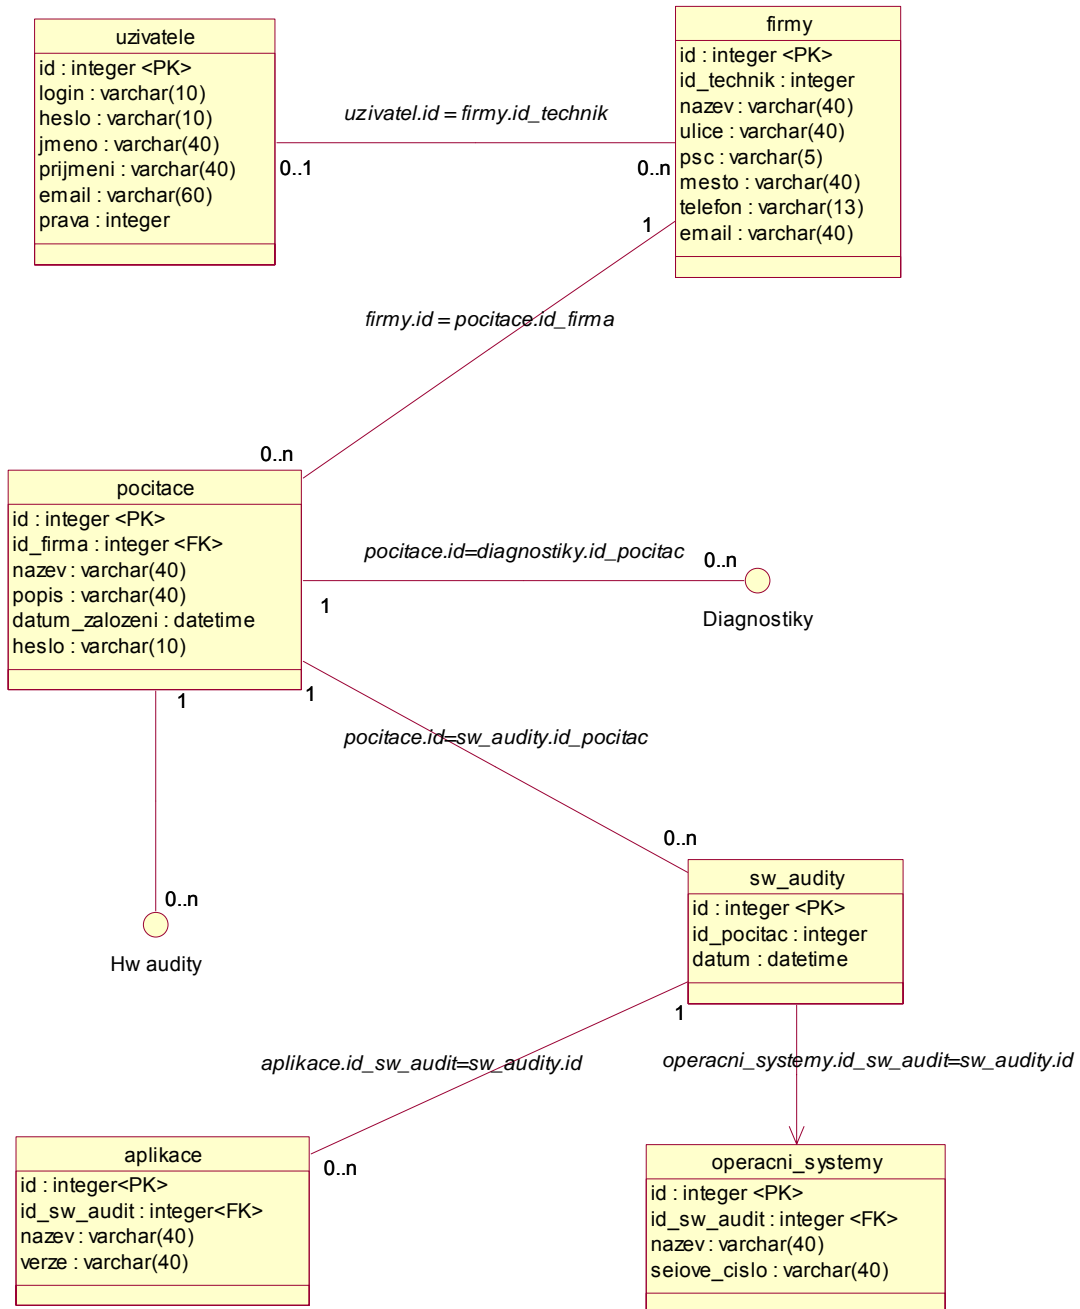 uzivatele
id : integer <PK>
login : varchar(10)
heslo : varchar(10)
jmeno : varchar(40)
prijmeni : varchar(40)
email : varchar(60)
prava : integer
uzivatel.id = firmy.id_technik
0..1
0..n
firmy
id : integer <PK>
id_technik : integer
nazev : varchar(40)
ulice : varchar(40)
psc : varchar(5)
mesto : varchar(40)
telefon : varchar(13)
email : varchar(40)
1
firmy.id = pocitace.id_firma
0..n
pocitace
id : integer <PK>
id_firma : integer <FK>
nazev : varchar(40)
popis : varchar(40)
datum_zalozeni : datetime
heslo : varchar(10)
pocitace.id=diagnostiky.id_pocitac
0..n
1
Diagnostiky
1
1
pocitace.id=sw_audity.id_pocitac
0..n
0..n
Hw audity
sw_audity
id : integer <PK>
id_pocitac : integer
datum : datetime
1
aplikace.id_sw_audit=sw_audity.id
operacni_systemy.id_sw_audit=sw_audity.id
0..n
aplikace
id : integer<PK>
id_sw_audit : integer<FK>
nazev : varchar(40)
verze : varchar(40)
operacni_systemy
id : integer <PK>
id_sw_audit : integer <FK>
nazev : varchar(40)
seiove_cislo : varchar(40)